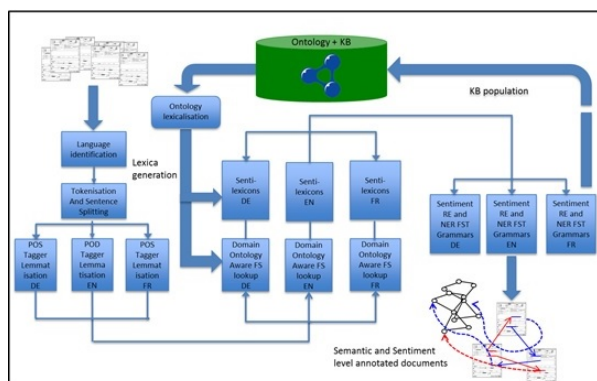 Ontology + KB
KB population
Ontology
lexicalisation
Language
identification
Lexica
generation
Tokenisation
And Sentence
Splitting
Senti-
lexicons
DE
Senti-
lexicons
EN
Senti-
lexicons
FR
Sentiment
RE and
NER FST
Grammars
DE
Sentiment
RE and
NER FST
Grammars
EN
Sentiment
RE and
NER FST
Grammars
FR
POS
Tagger
Lemmat
isation
DE
POD
Tagger
Lemma
tisation
EN
POS
Tagger
Lemmat
isation
FR
Domain
Ontology
Aware FS
lookup
DE
Domain
Ontology
Aware FS
lookup
EN
Domain
Ontology
Aware FS
lookup
FR
Semantic and Sentiment
level annotated documents